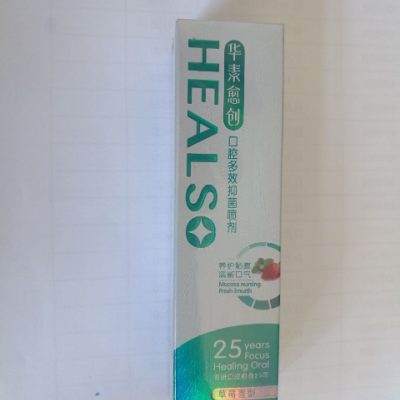 华素愈创
HEALSO
口腔多效抑菌喷剂
养护黏膜
清新口气
Mucosa nursing
Fresh breath
25 years
Focus
Healing Oral